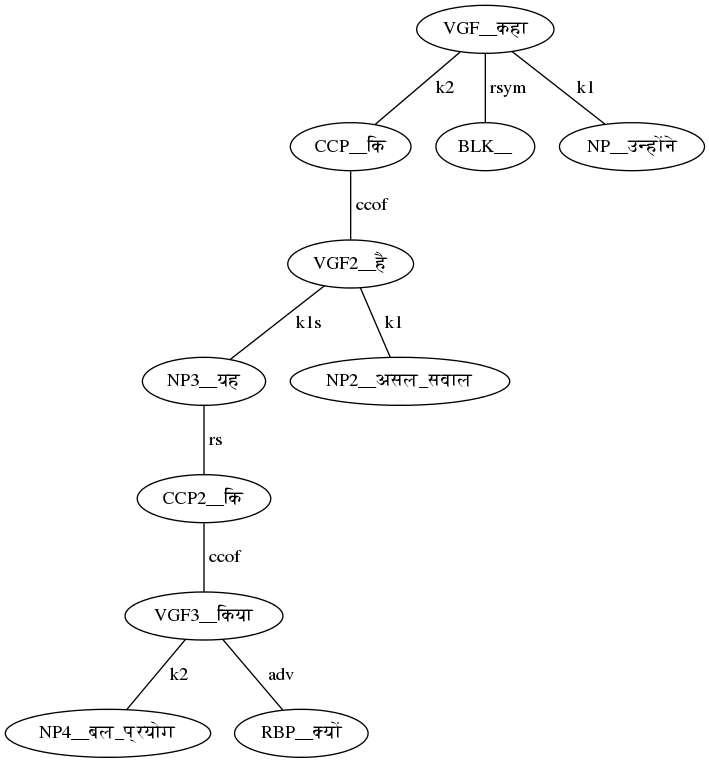 VGF__कहा
k2 rsym k1
CCP__कि BLK__ NP__उन्होंने
ccof
VGF2__है
k1s k1
NP3__यह NP2__असल_सवाल
rs
CCP2__कि
ccof
VGF3__किया
k2 adv
NP4__बल_प्रयोग RBP__क्यों